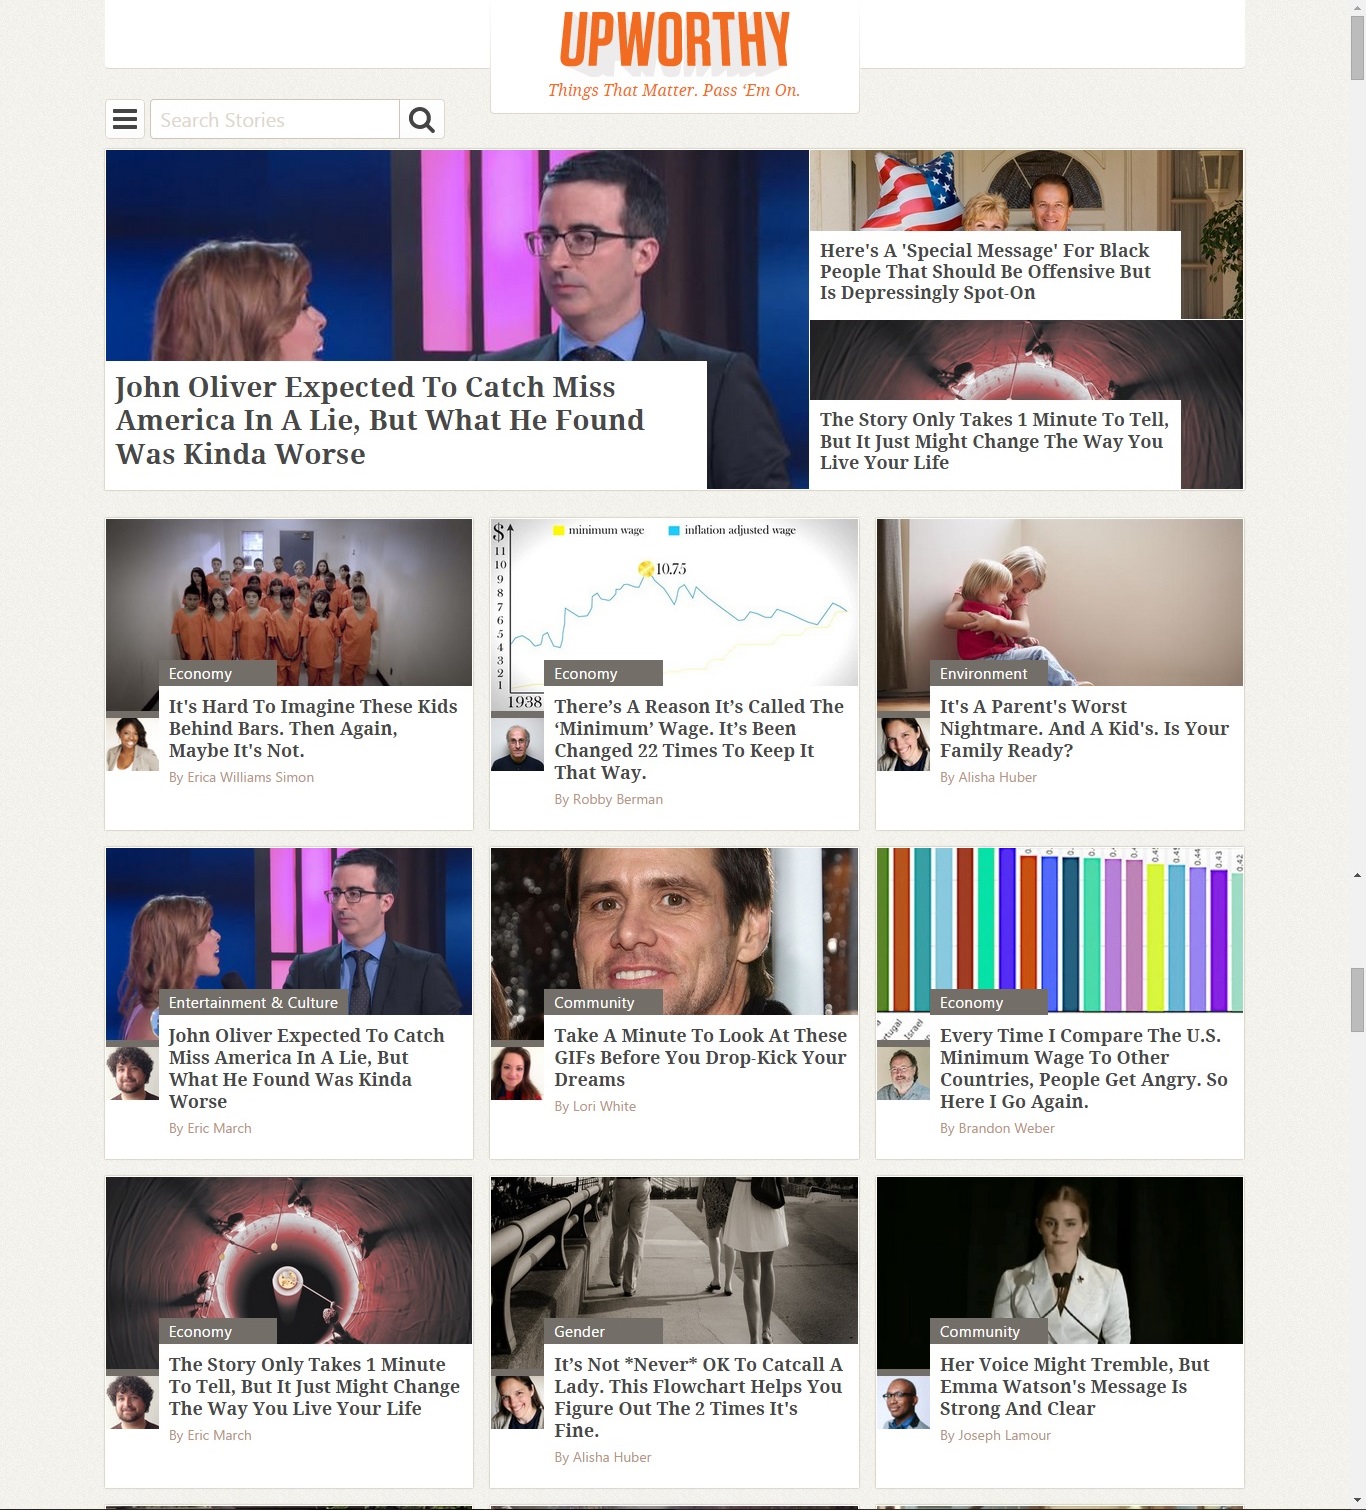 UPWORTHY
Things That Matter. Pass ‘Em On.
Search Stories
John Oliver Expected To Catch Miss
America In A Lie, But What He Found
Was Kinda Worse
Here's A 'Special Message' For Black
People That Should Be Offensive But
Is Depressingly Spot-On
The Story Only Takes 1 Minute To Tell,
But It Just Might Change The Way You
Live Your Life
Economy
It's Hard To Imagine These Kids
Behind Bars. Then Again,
Maybe It's Not.
By Erica Williams Simon
$
minimum wage
inflation adjusted wage
11
10
9
8
7
6
5
4
3
2
1
10.75
1938
Economy
There’s A Reason It’s Called The
‘Minimum’ Wage. It’s Been
Changed 22 Times To Keep It
That Way.
By Robby Berman
Environment
It's A Parent's Worst
Nightmare. And A Kid's. Is Your
Family Ready?
By Alisha Huber
Entertainment & Culture
John Oliver Expected To Catch
Miss America In A Lie, But
What He Found Was Kinda
Worse
By Eric March
Community
Take A Minute To Look At These
GIFs Before You Drop-Kick Your
Dreams
By Lori White
0.44
0.43
0.42
Israel
Economy
Every Time I Compare The U.S.
Minimum Wage To Other
Countries, People Get Angry. So
Here I Go Again.
By Brandon Weber
Economy
The Story Only Takes 1 Minute
To Tell, But It Just Might Change
The Way You Live Your Life
By Eric March
Gender
It’s Not *Never* OK To Catcall A
Lady. This Flowchart Helps You
Figure Out The 2 Times It's
Fine.
By Alisha Huber
Community
Her Voice Might Tremble, But
Emma Watson's Message Is
Strong And Clear
By Joseph Lamour